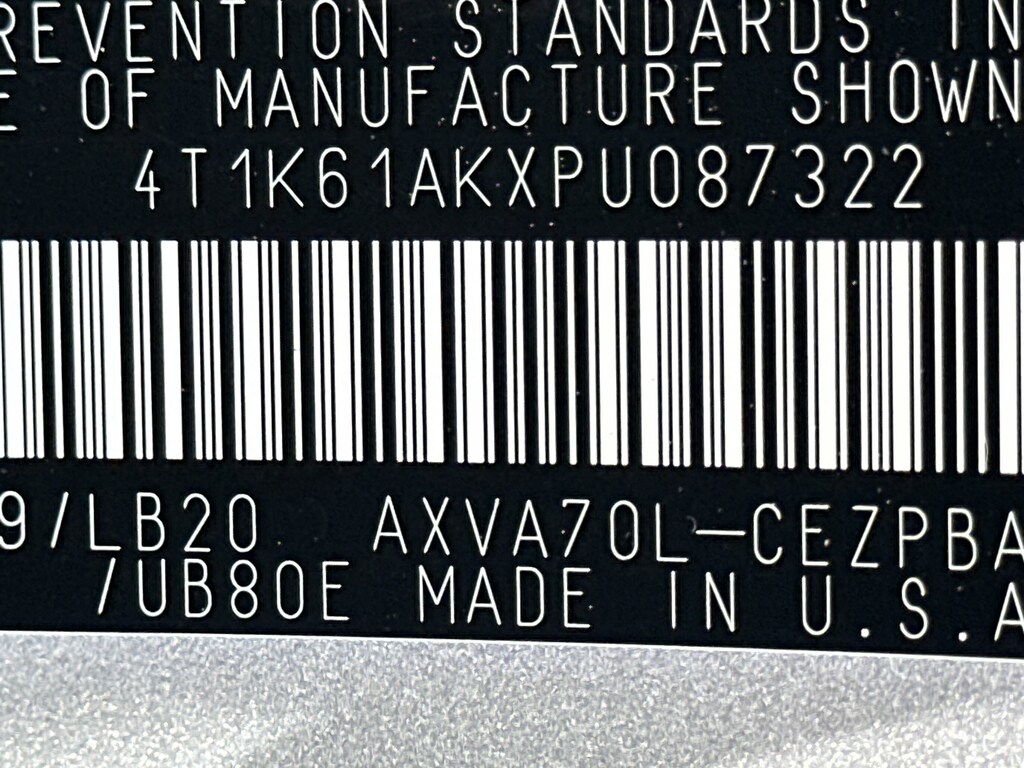 REVENTION STANDARDS IN
E OF MANUFACTURE SHOWN
4T1K61AKXPU087322
9/LB20 AXVA70L-CEZPBA
/UB80E MADE IN U.S.A